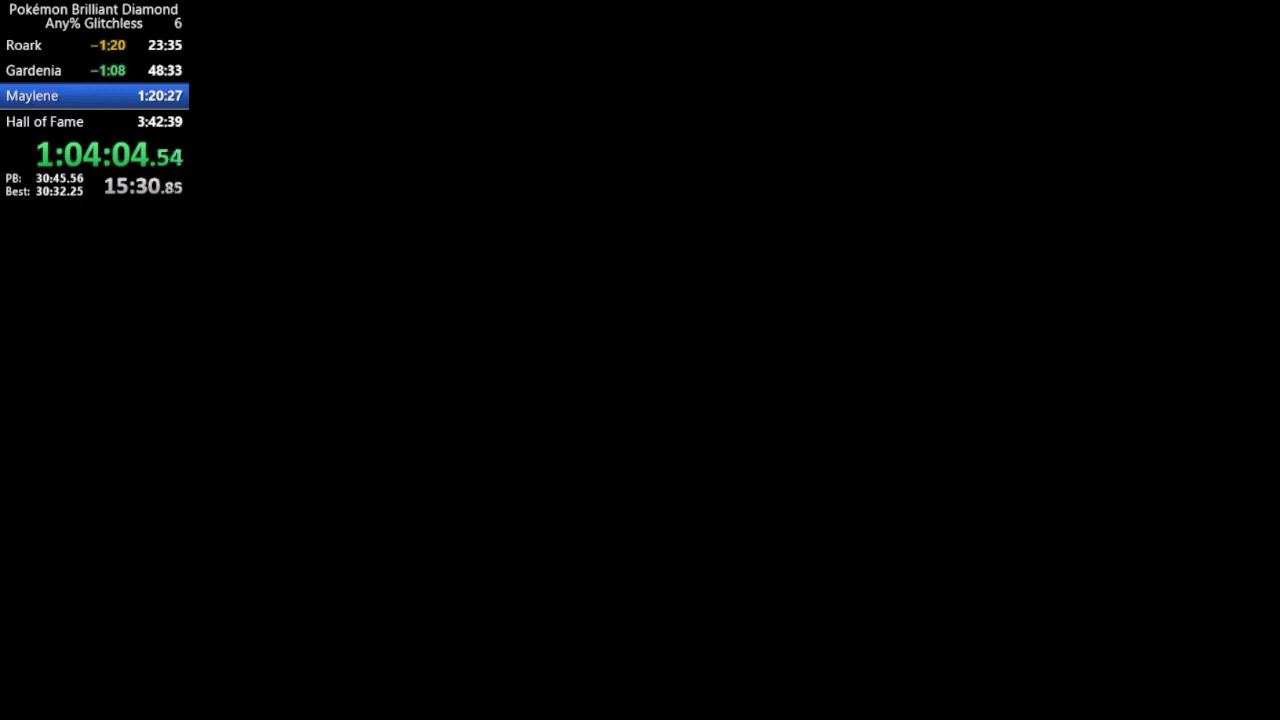 Pokémon Brilliant Diamond
Any% Glitchless 6
Roark −1:20 23:35
Gardenia −1:08 48:33
Maylene 1:20:27
Hall of Fame 3:42:39
1:04:04.54
PB: 30:45.56
Best: 30:32.25
15:30.85